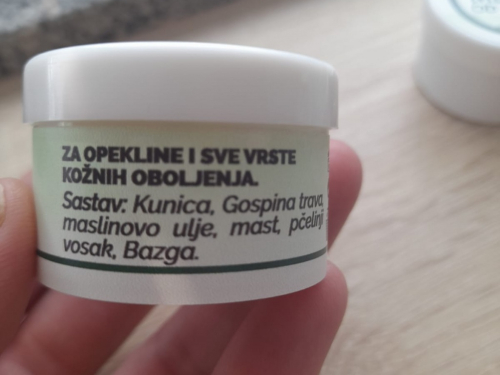 ZA OPEKLINE I SVE VRSTE
KOŽNIH OBOLJENJA.
Sastav: Kunica, Gospina trava,
maslinovo ulje, mast, pčelinji
vosak, Bazga.